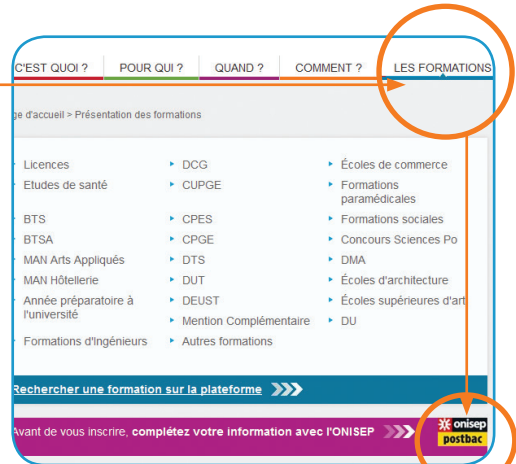 C'EST QUOI ? POUR QUI ? QUAND ? COMMENT ? LES FORMATIONS
ge d'accueil > Présentation des formations
Licences
Etudes de santé
BTS
BTSA
MAN Arts Appliqués
MAN Hôtellerie
Année préparatoire à
l'université
Formations d'Ingénieurs
DCG
CUPGE
CPES
CPGE
DTS
DUT
DEUST
Mention Complémentaire
Autres formations
Écoles de commerce
Formations
paramédicales
Formations sociales
Concours Sciences Po
DMA
Écoles d'architecture
Écoles supérieures d'art
DU
Rechercher une formation sur la plateforme
Avant de vous inscrire, complétez votre information avec l'ONISEP
onisep
postbac